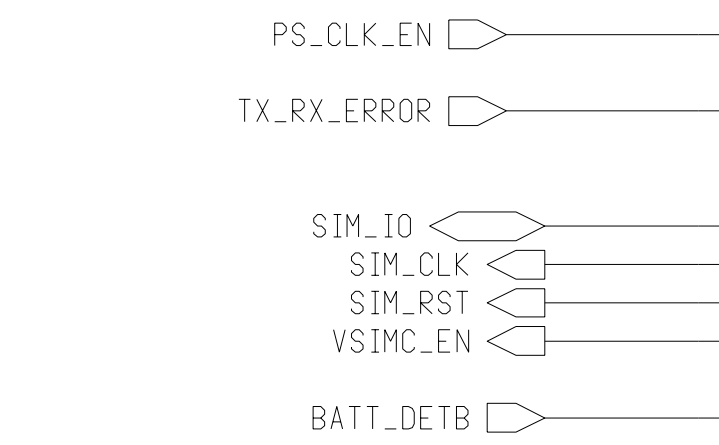 PS_CLK_EN
TX_RX_ERROR
SIM_IO
SIM_CLK
SIM_RST
VSIMC_EN
BATT_DETB